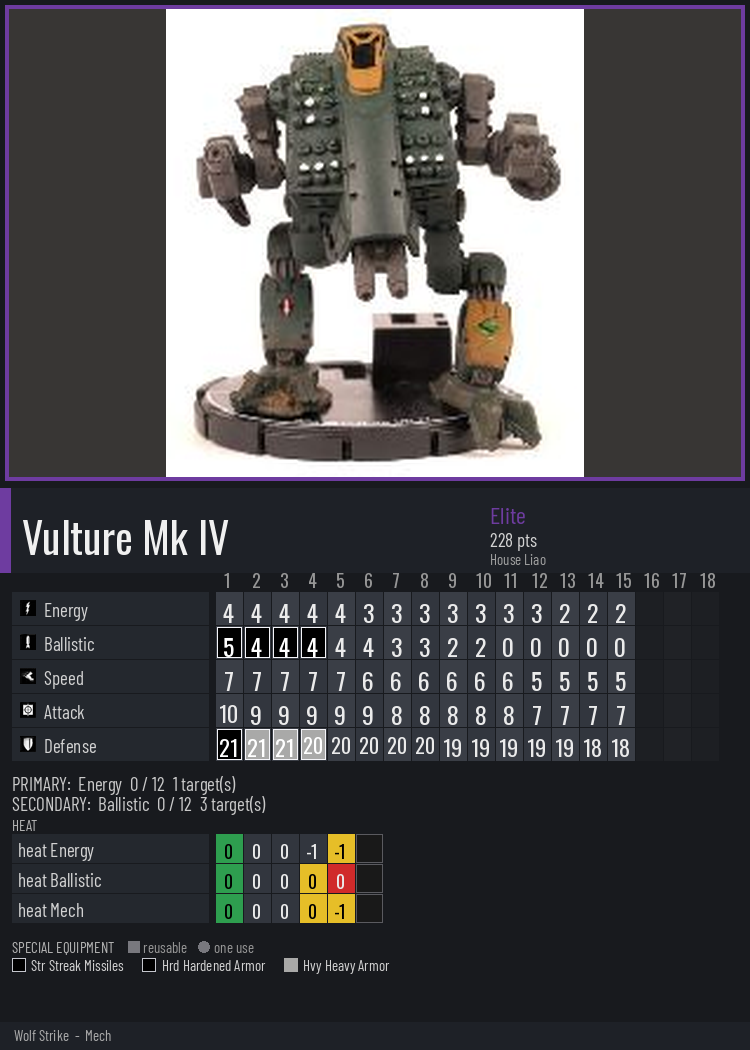 Vulture Mk IV
Elite
228 pts
House Liao
1 2 3 4 5 6 7 8 9 10 11 12 13 14 15 16 17 18
Energy 4 4 4 4 4 3 3 3 3 3 3 3 2 2 2
Ballistic 5 4 4 4 4 4 3 3 2 2 0 0 0 0 0
Speed 7 7 7 7 7 6 6 6 6 6 6 5 5 5 5
Attack 10 9 9 9 9 9 8 8 8 8 8 7 7 7 7
Defense 21 21 21 20 20 20 20 20 19 19 19 19 19 18 18
PRIMARY: Energy 0 / 12 1 target(s)
SECONDARY: Ballistic 0 / 12 3 target(s)
HEAT
heat Energy 0 0 0 -1 -1
heat Ballistic 0 0 0 0 0
heat Mech 0 0 0 0 -1
SPECIAL EQUIPMENT reusable one use
Str Streak Missiles Hrd Hardened Armor Hvy Heavy Armor
Wolf Strike - Mech